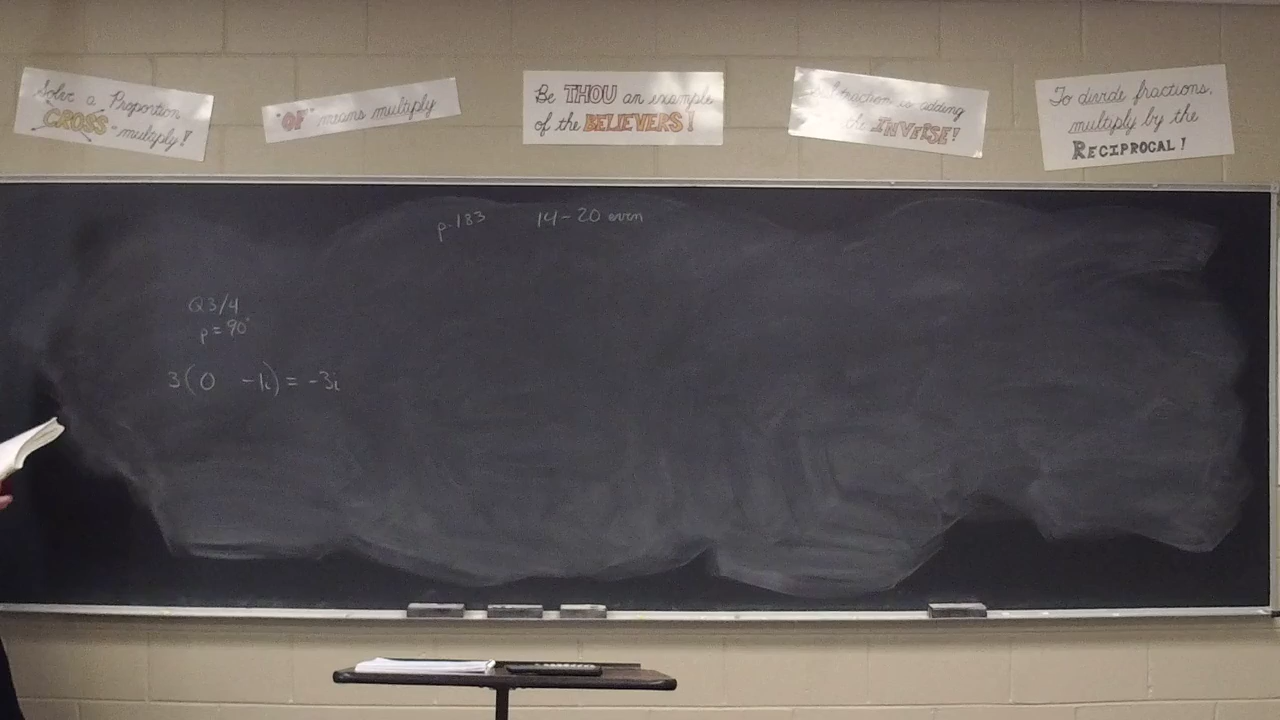 Solve a Proportion
"CROSS" multiply!
"OF" means multiply
Be THOU an example
of the BELIEVERS!
Subtraction is adding
the INVERSE!
To divide fractions,
multiply by the
RECIPROCAL!
p.183 14-20 even
Q3/4
p=90°
3(0 -1i) = -3i